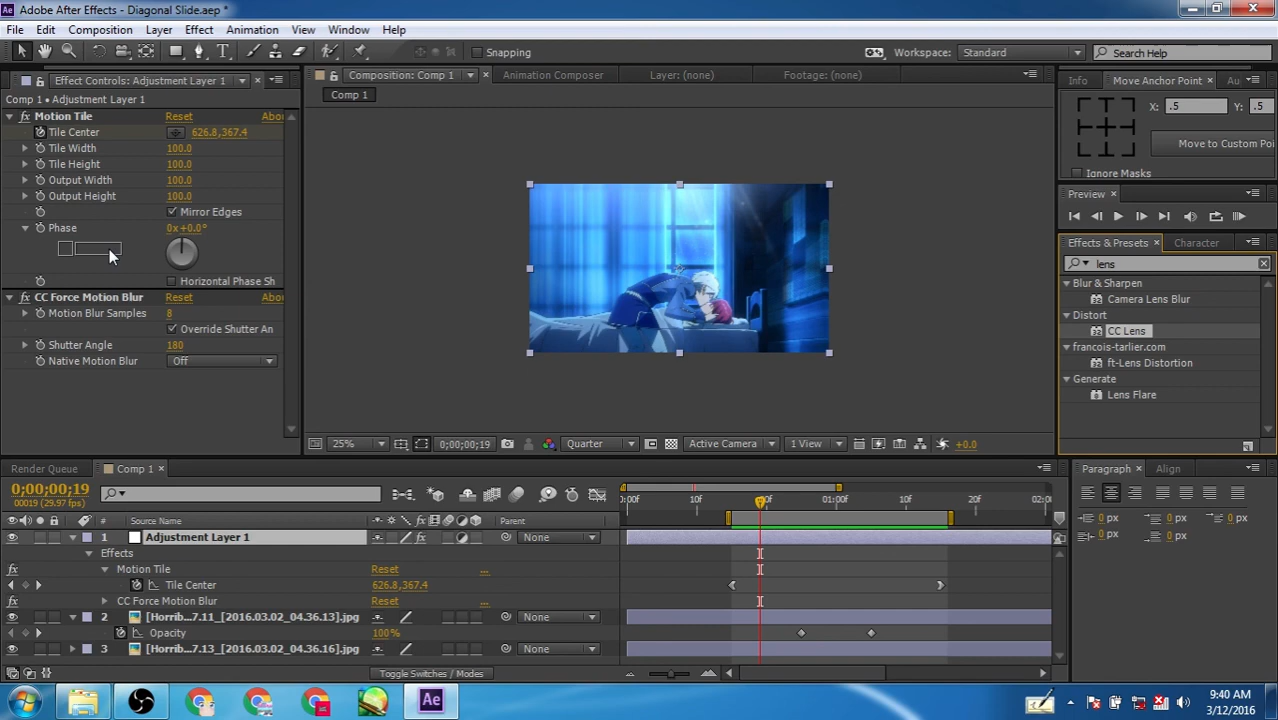 Adobe After Effects - Diagonal Slide.aep *
File Edit Composition Layer Effect Animation View Window Help
Snapping
Workspace: Standard
Search Help
Effect Controls: Adjustment Layer 1
Composition: Comp 1
Animation Composer
Layer: (none)
Footage: (none)
Info
Move Anchor Point
Au
Comp 1 • Adjustment Layer 1
Comp 1
Motion Tile Reset Abou
Tile Center 626.8,367.4
Tile Width 100.0
Tile Height 100.0
Output Width 100.0
Output Height 100.0
Mirror Edges
Phase 0x+0.0°
Horizontal Phase Sh
CC Force Motion Blur Reset Abou
Motion Blur Samples 8
Override Shutter An
Shutter Angle 180
Native Motion Blur Off
X: .5 Y: .5
Move to Custom Poi
Ignore Masks
Preview
Effects & Presets Character
lens
Blur & Sharpen
Camera Lens Blur
Distort
CC Lens
francois-tarlier.com
ft-Lens Distortion
Generate
Lens Flare
25% 0;00;00;19 Quarter Active Camera 1 View +0.0
Render Queue Comp 1
Paragraph Align
0;00;00;19
00019 (29.97 fps)
:00f 10f 0f 01:00f 10f 20f 02:0
# Source Name Parent
1 Adjustment Layer 1 fx None
Effects
Motion Tile Reset ...
Tile Center 626.8,367.4
CC Force Motion Blur Reset ...
2 [Horrib...7.11_[2016.03.02_04.36.13].jpg None
Opacity 100%
3 [Horrib...7.13_[2016.03.02_04.36.16].jpg None
Toggle Switches / Modes
0 px 0 px 0 px
0 px 0 px
Ae
9:40 AM
3/12/2016